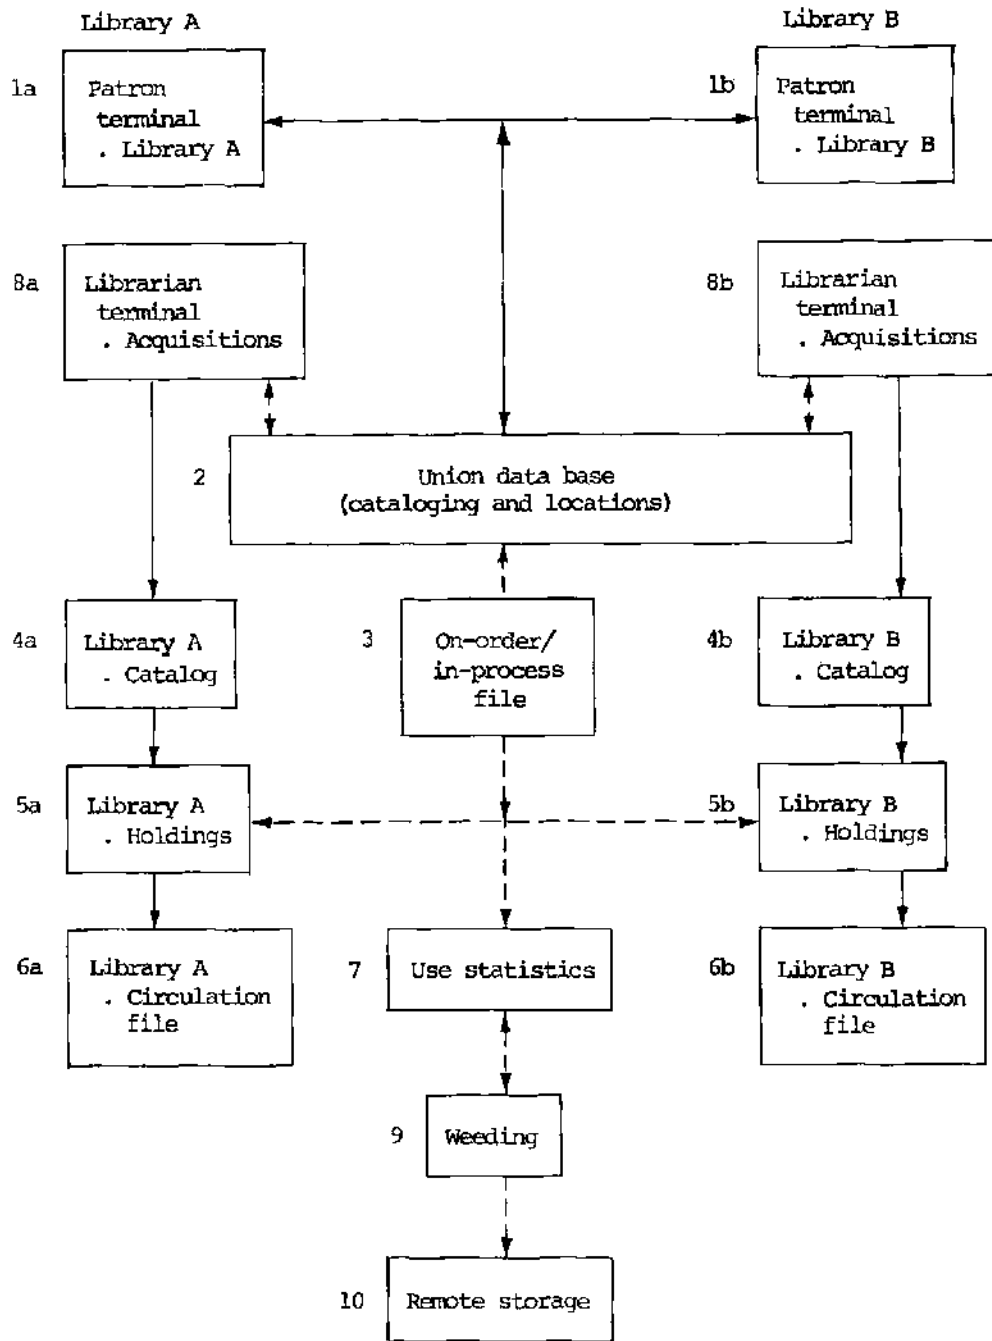 Library A
Library B
1a
Patron
terminal
. Library A
1b
Patron
terminal
. Library B
8a
Librarian
terminal
. Acquisitions
8b
Librarian
terminal
. Acquisitions
2
Union data base
(cataloging and locations)
4a
Library A
. Catalog
3
On-order/
in-process
file
4b
Library B
. Catalog
5a
Library A
. Holdings
5b
Library B
. Holdings
6a
Library A
. Circulation
file
7
Use statistics
6b
Library B
. Circulation
file
9
Weeding
10
Remote storage